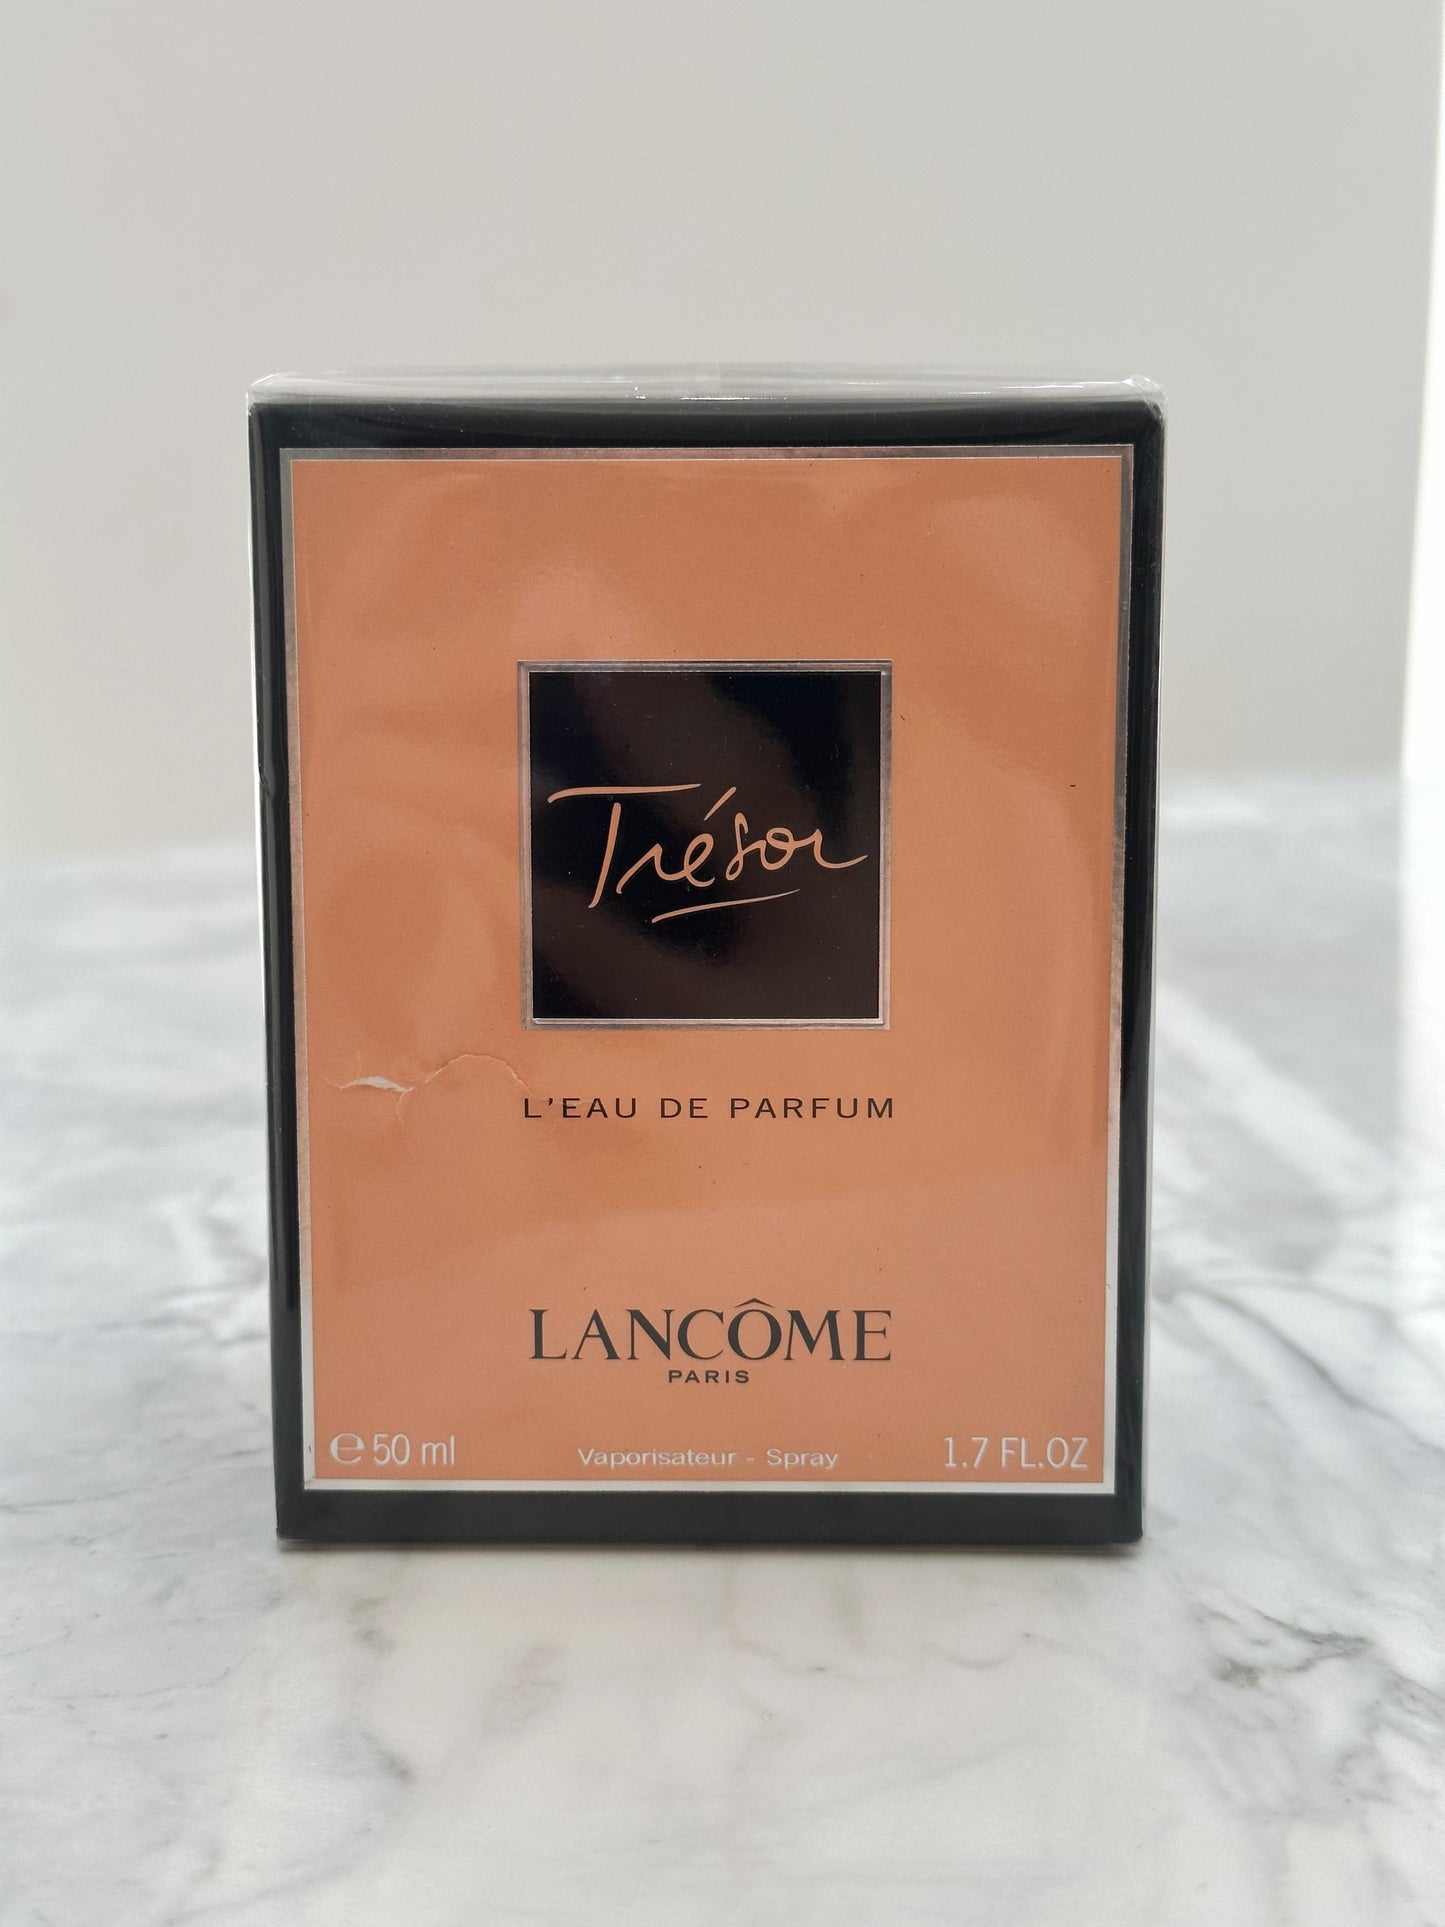 Trésor
L'EAU DE PARFUM
LANCÔME
PARIS
℮ 50 ml
Vaporisateur - Spray
1.7 FL.OZ